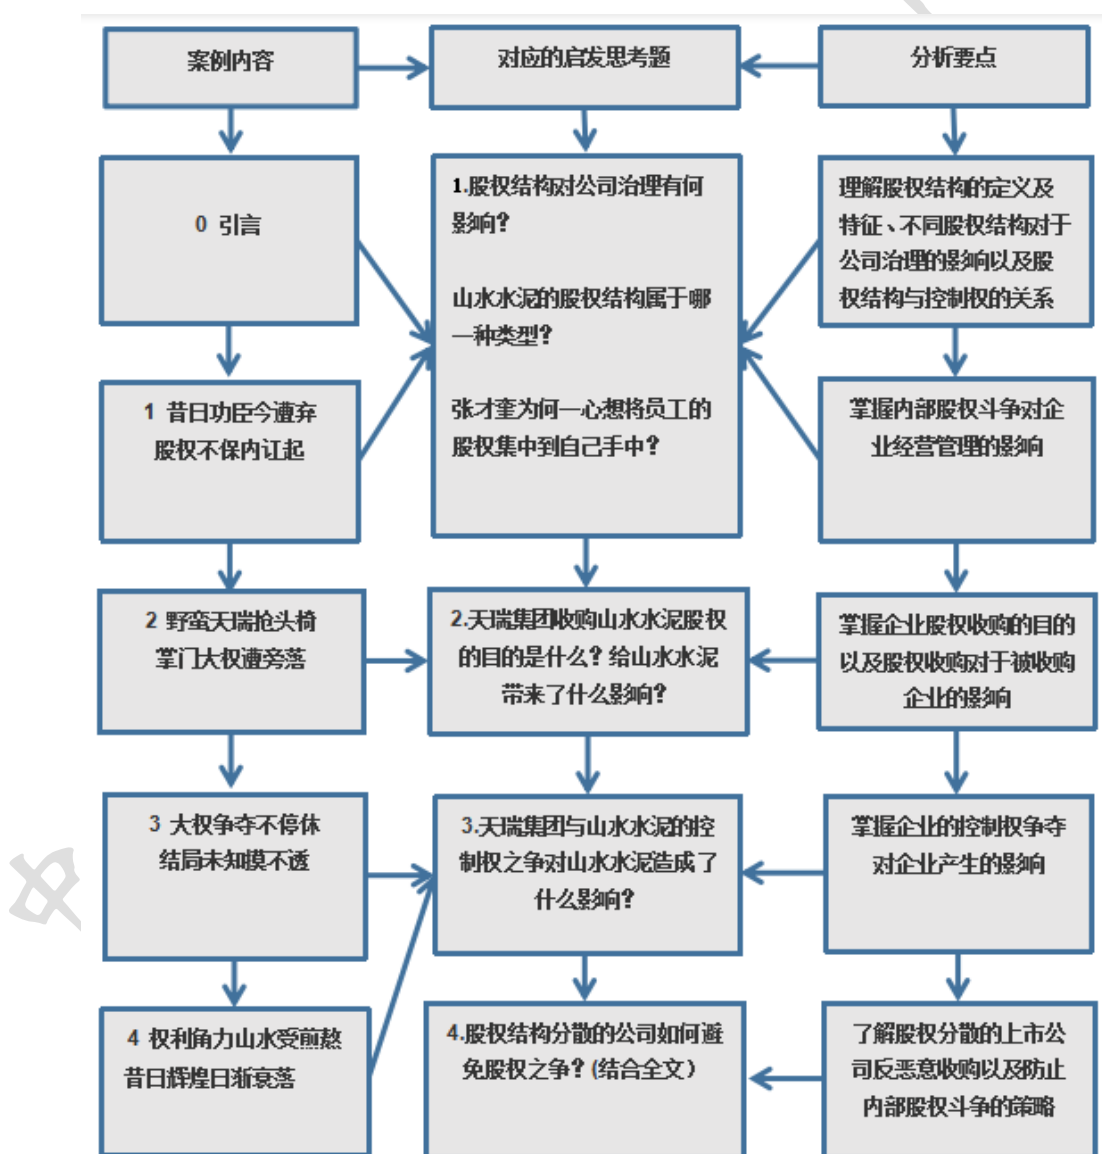 案例内容
对应的启发思考题
分析要点
0 引言
1.股权结构对公司治理有何
影响?
山水水泥的股权结构属于哪
一种类型?
张才奎为何一心想将员工的
股权集中到自己手中?
理解股权结构的定义及
特征、不同股权结构对于
公司治理的影响以及股
权结构与控制权的关系
1 昔日功臣今遭弃
股权不保内讧起
掌握内部股权斗争对企
业经营管理的影响
2 野蛮天瑞抢头椅
掌门大权遭旁落
2.天瑞集团收购山水水泥股权
的目的是什么? 给山水水泥
带来了什么影响?
掌握企业股权收购的目的
以及股权收购对于被收购
企业的影响
3 大权争夺不停休
结局未知摸不透
3.天瑞集团与山水水泥的控
制权之争对山水水泥造成了
什么影响?
掌握企业的控制权争夺
对企业产生的影响
4 权利角力山水受煎熬
昔日辉煌日渐衰落
4.股权结构分散的公司如何避
免股权之争? (结合全文)
了解股权分散的上市公
司反恶意收购以及防止
内部股权斗争的策略
中